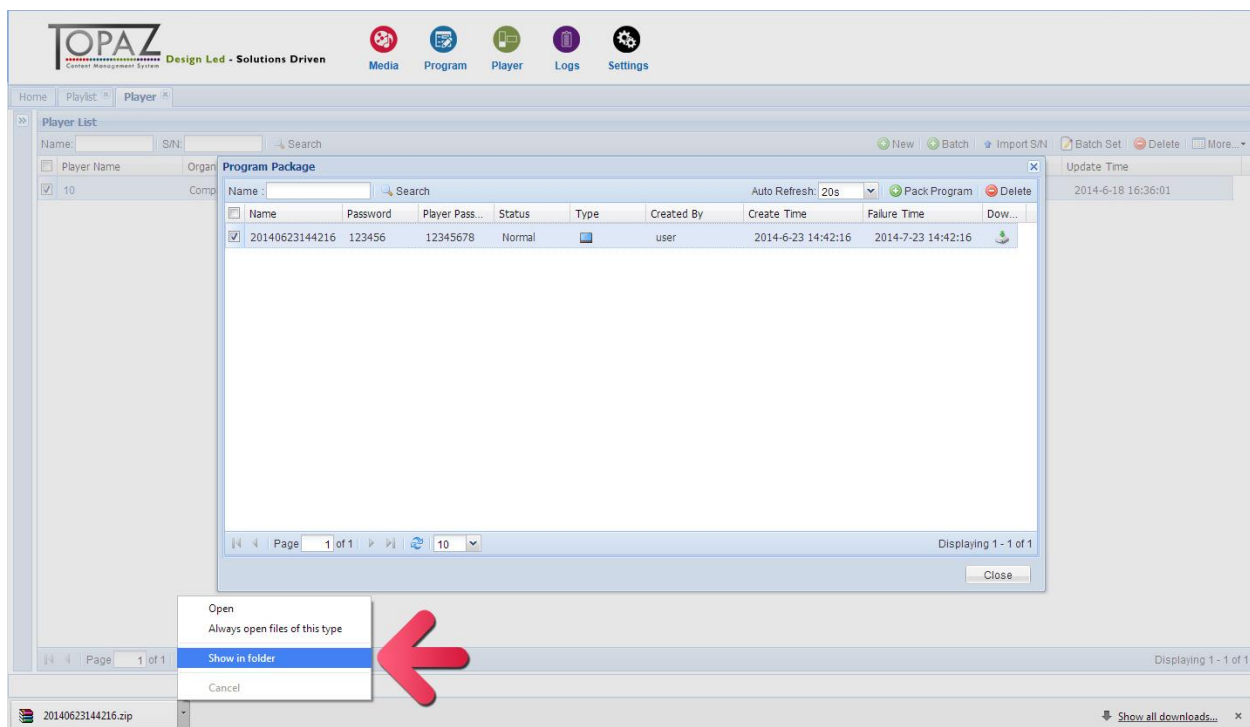 TOPAZ
Content Management System
Design Led - Solutions Driven
Media Program Player Logs Settings
Home Playlist Player
Player List
Name: S/N: Search New Batch Import S/N Batch Set Delete More...
Player Name Organ Update Time
10 Comp 2014-6-18 16:36:01
Program Package
Name : Search Auto Refresh: 20s Pack Program Delete
Name Password Player Pass... Status Type Created By Create Time Failure Time Dow...
20140623144216 123456 12345678 Normal user 2014-6-23 14:42:16 2014-7-23 14:42:16
Page 1 of 1 10 Displaying 1 - 1 of 1
Close
Open
Always open files of this type
Show in folder
Cancel
Page 1 of 1 Displaying 1 - 1 of 1
20140623144216.zip Show all downloads...